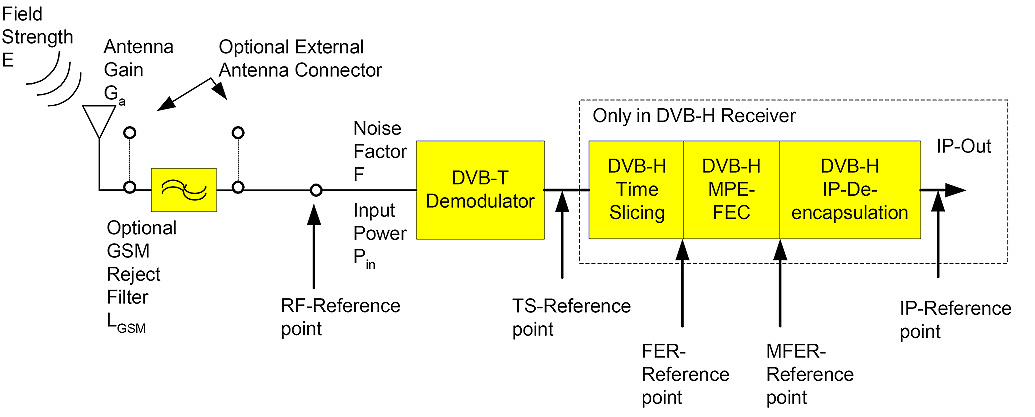 Field
Strength
E
Antenna
Gain
Ga
Optional External
Antenna Connector
Optional
GSM
Reject
Filter
LGSM
RF-Reference
point
Noise
Factor
F
Input
Power
Pin
DVB-T
Demodulator
TS-Reference
point
Only in DVB-H Receiver
DVB-H
Time
Slicing
DVB-H
MPE-
FEC
DVB-H
IP-De-
encapsulation
IP-Out
FER-
Reference
point
MFER-
Reference
point
IP-Reference
point